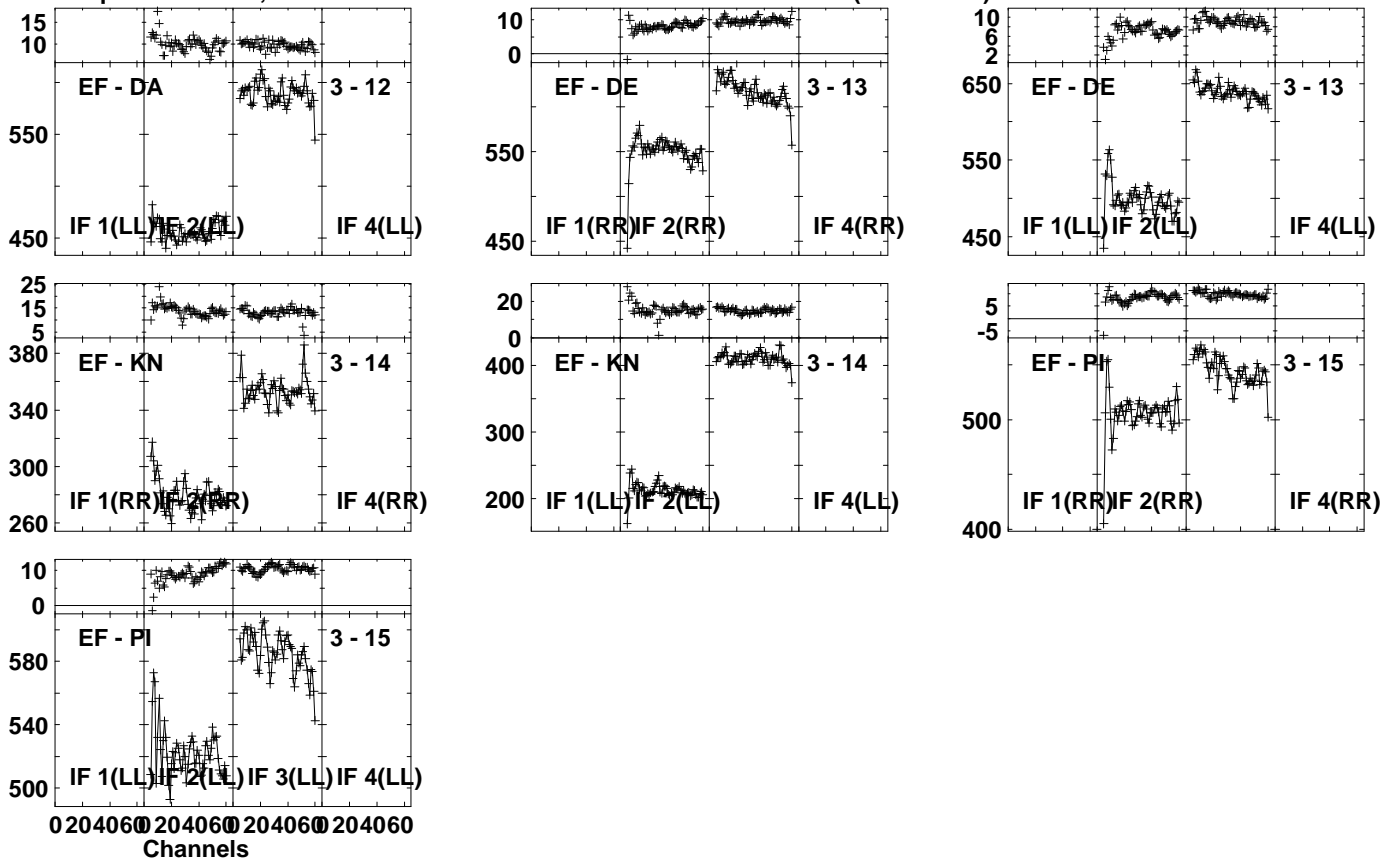 15
10
EF - DA 3 - 12
550
450
IF 1(LL) IF 2(LL) IF 4(LL)
10
5
0
EF - DE 3 - 13
550
450
IF 1(RR) IF 2(RR) IF 4(RR)
10
6
2
EF - DE 3 - 13
650
550
450
IF 1(LL) IF 2(LL) IF 4(LL)
25
15
5
EF - KN 3 - 14
380
340
300
260
IF 1(RR) IF 2(RR) IF 4(RR)
20
0
EF - KN 3 - 14
400
300
200
IF 1(LL) IF 2(LL) IF 4(LL)
5
-5
EF - PI 3 - 15
500
400
IF 1(RR) IF 2(RR) IF 4(RR)
10
0
EF - PI 3 - 15
580
540
500
IF 1(LL) IF 2(LL) IF 3(LL) IF 4(LL)
0 20 40 60 0 20 40 60 0 20 40 60 0 20 40 60
Channels